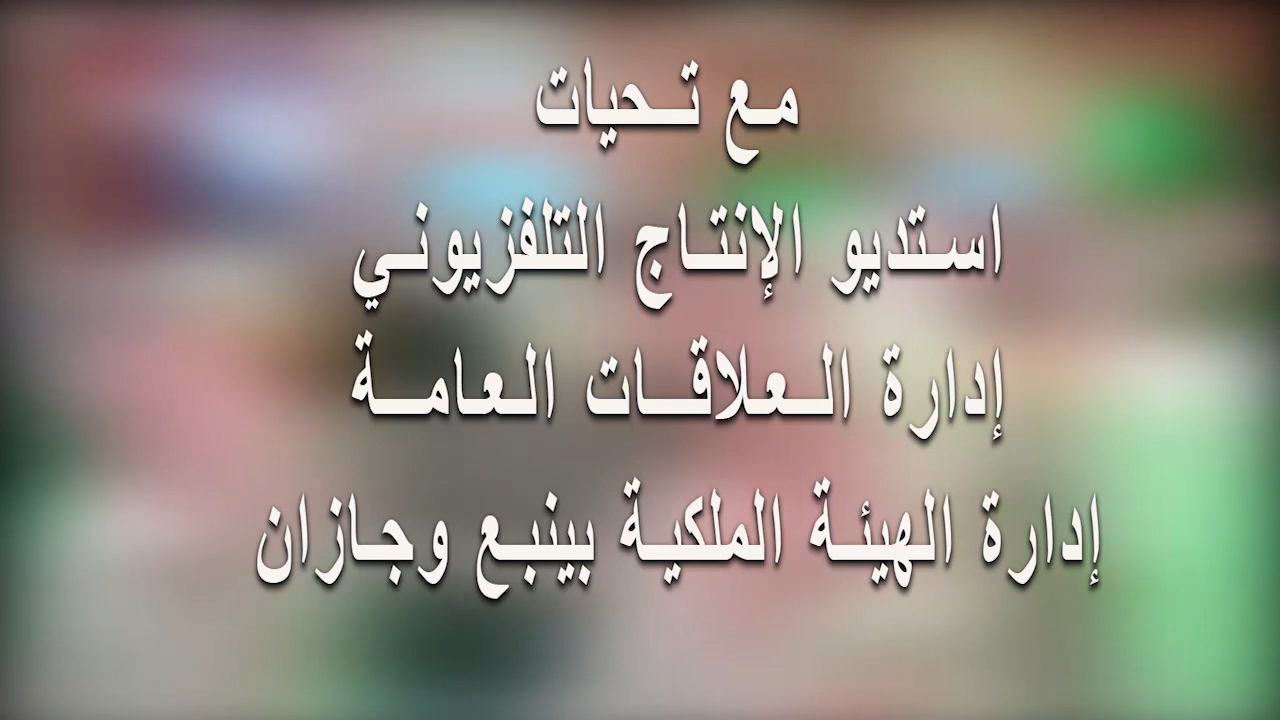 مع تحيات
استديو الإنتاج التلفزيوني
إدارة العلاقات العامة
إدارة الهيئة الملكية بينبع وجازان